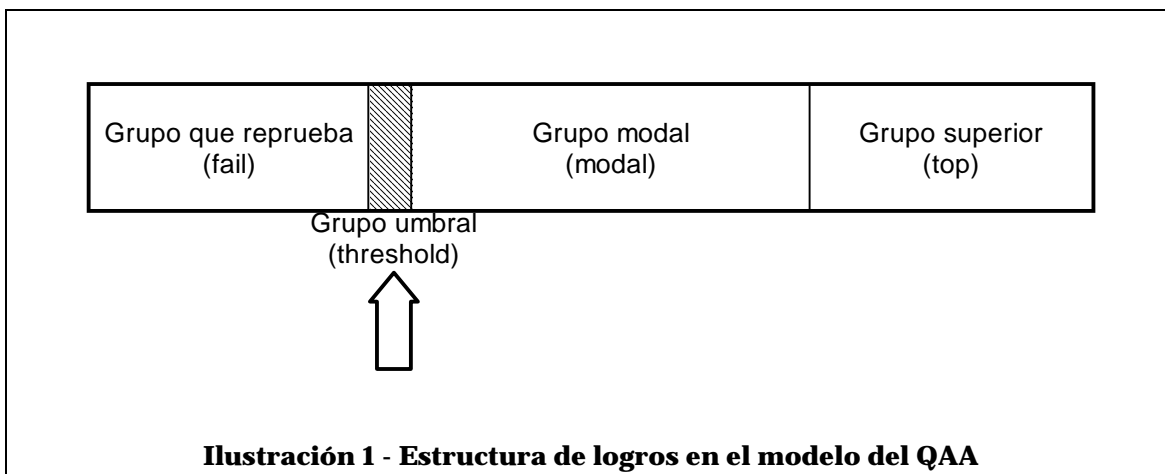 Grupo que reprueba
(fail)
Grupo modal
(modal)
Grupo superior
(top)
Grupo umbral
(threshold)
Ilustración 1 - Estructura de logros en el modelo del QAA